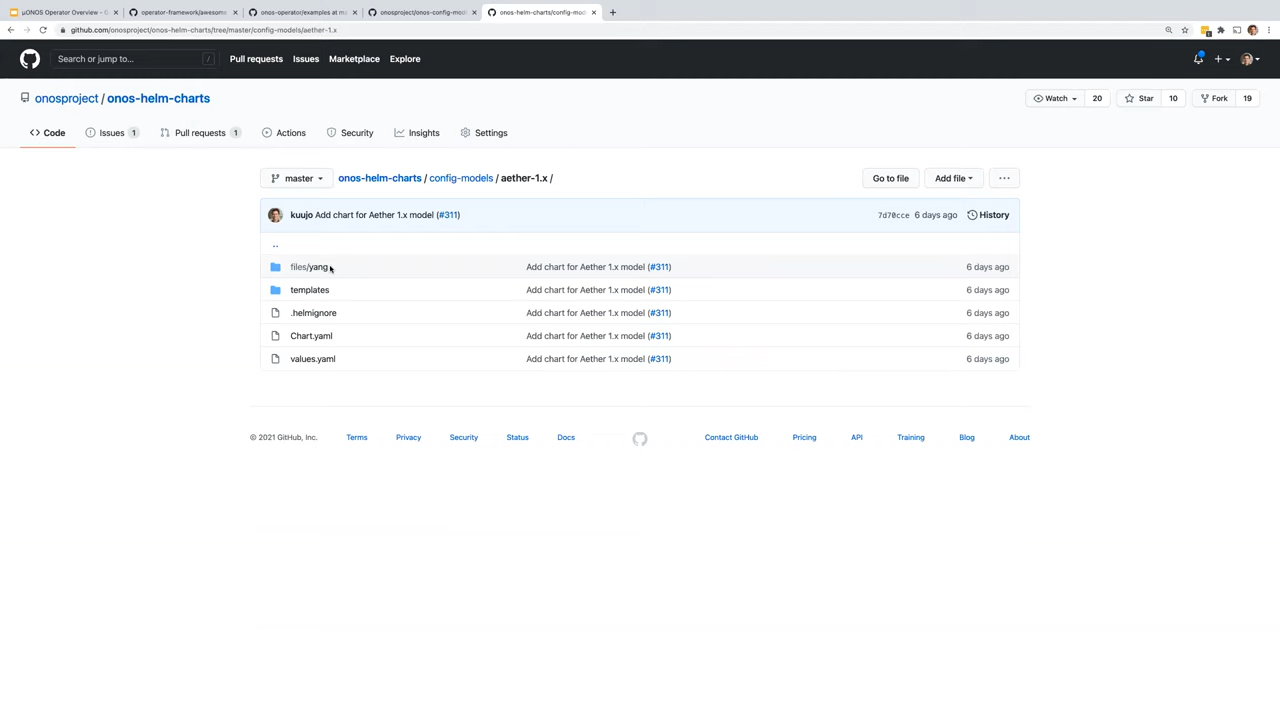 µONOS Operator Overview - G
operator-framework/awesome
onos-operator/examples at m
onosproject/onos-config-mode
onos-helm-charts/config-mode
github.com/onosproject/onos-helm-charts/tree/master/config-models/aether-1.x
Search or jump to... /
Pull requests Issues Marketplace Explore
onosproject / onos-helm-charts
Watch 20 Star 10 Fork 19
Code Issues 1 Pull requests 1 Actions Security Insights Settings
master onos-helm-charts / config-models / aether-1.x / Go to file Add file ...
kuujo Add chart for Aether 1.x model (#311) 7d70cce 6 days ago History
..
files/yang Add chart for Aether 1.x model (#311) 6 days ago
templates Add chart for Aether 1.x model (#311) 6 days ago
.helmignore Add chart for Aether 1.x model (#311) 6 days ago
Chart.yaml Add chart for Aether 1.x model (#311) 6 days ago
values.yaml Add chart for Aether 1.x model (#311) 6 days ago
© 2021 GitHub, Inc. Terms Privacy Security Status Docs Contact GitHub Pricing API Training Blog About